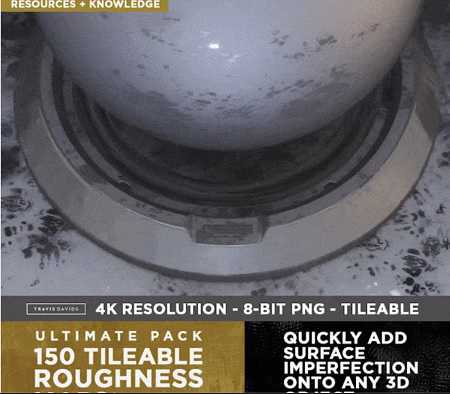 RESOURCES + KNOWLEDGE
TRAVIS DAVIDS
4K RESOLUTION - 8-BIT PNG - TILEABLE
ULTIMATE PACK
150 TILEABLE
ROUGHNESS
QUICKLY ADD
SURFACE
IMPERFECTION
ONTO ANY 3D